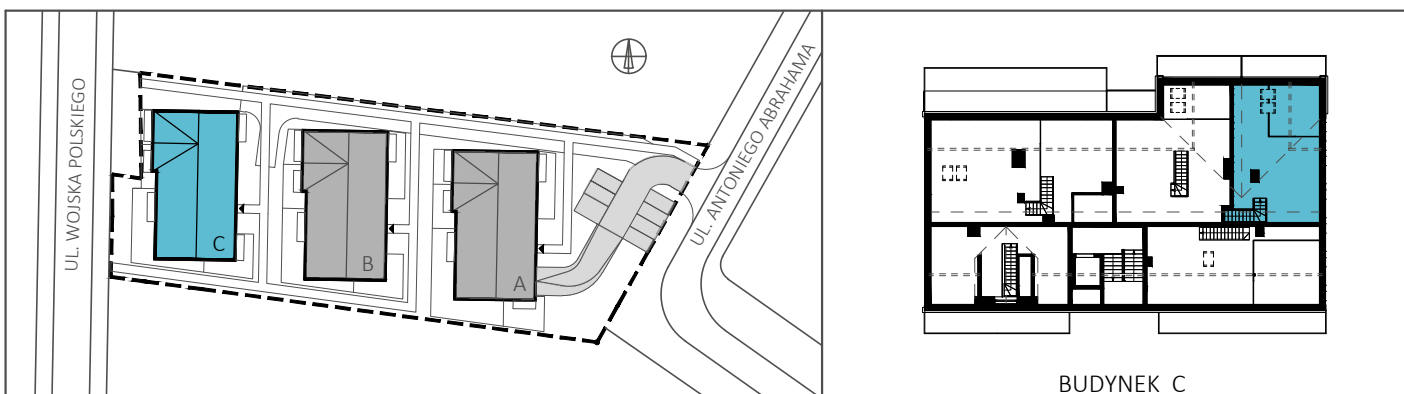 UL. WOJSKA POLSKIEGO
C
B
A
UL. ANTONIEGO ABRAHAMA
BUDYNEK C